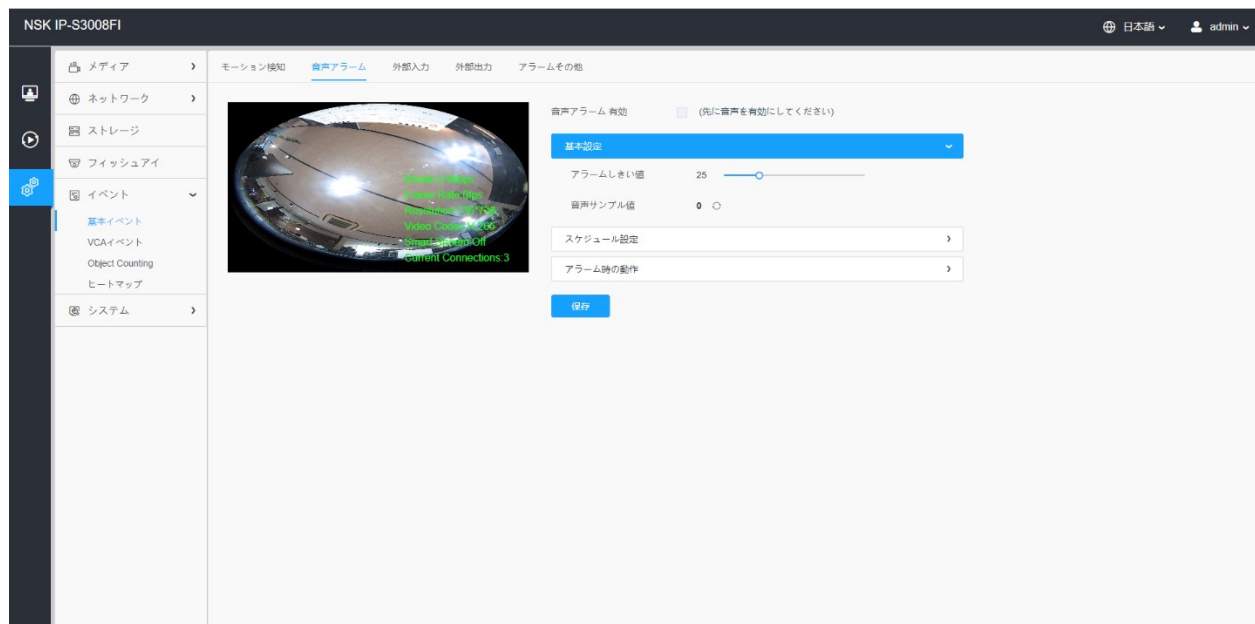 NSK IP-S3008FI
日本語
admin
メディア
ネットワーク
ストレージ
フィッシュアイ
イベント
基本イベント
VCAイベント
Object Counting
ヒートマップ
システム
モーション検知 音声アラーム 外部入力 外部出力 アラームその他
音声アラーム 有効 (先に音声を有効にしてください)
基本設定
アラームしきい値 25
音声サンプル値 0
スケジュール設定
アラーム時の動作
保存
Video
Off
Current Connections:3